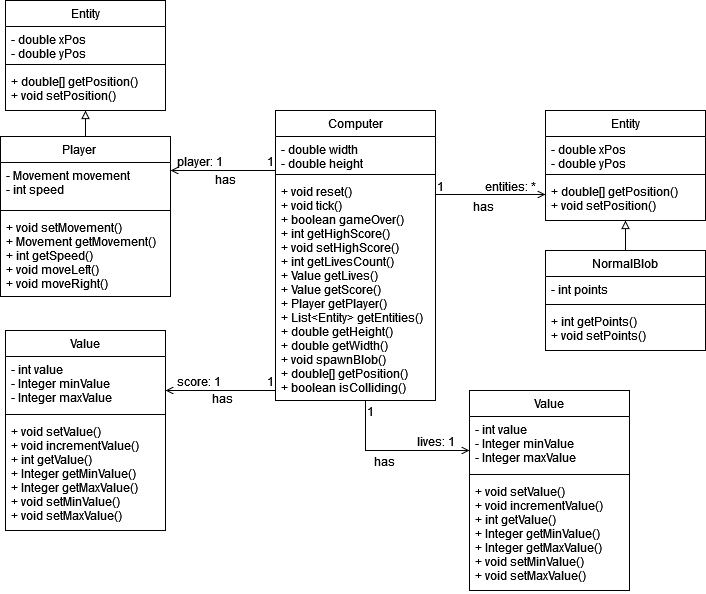 Entity
- double xPos
- double yPos
+ double[] getPosition()
+ void setPosition()
Player
- Movement movement
- int speed
+ void setMovement()
+ Movement getMovement()
+ int getSpeed()
+ void moveLeft()
+ void moveRight()
player: 1
1
has
Computer
- double width
- double height
+ void reset()
+ void tick()
+ boolean gameOver()
+ int getHighScore()
+ void setHighScore()
+ int getLivesCount()
+ Value getLives()
+ Value getScore()
+ Player getPlayer()
+ List<Entity> getEntities()
+ double getHeight()
+ double getWidth()
+ void spawnBlob()
+ double[] getPosition()
+ boolean isColliding()
1
entities: *
has
Entity
- double xPos
- double yPos
+ double[] getPosition()
+ void setPosition()
NormalBlob
- int points
+ int getPoints()
+ void setPoints()
Value
- int value
- Integer minValue
- Integer maxValue
+ void setValue()
+ void incrementValue()
+ int getValue()
+ Integer getMinValue()
+ Integer getMaxValue()
+ void setMinValue()
+ void setMaxValue()
score: 1
1
has
1
lives: 1
has
Value
- int value
- Integer minValue
- Integer maxValue
+ void setValue()
+ void incrementValue()
+ int getValue()
+ Integer getMinValue()
+ Integer getMaxValue()
+ void setMinValue()
+ void setMaxValue()